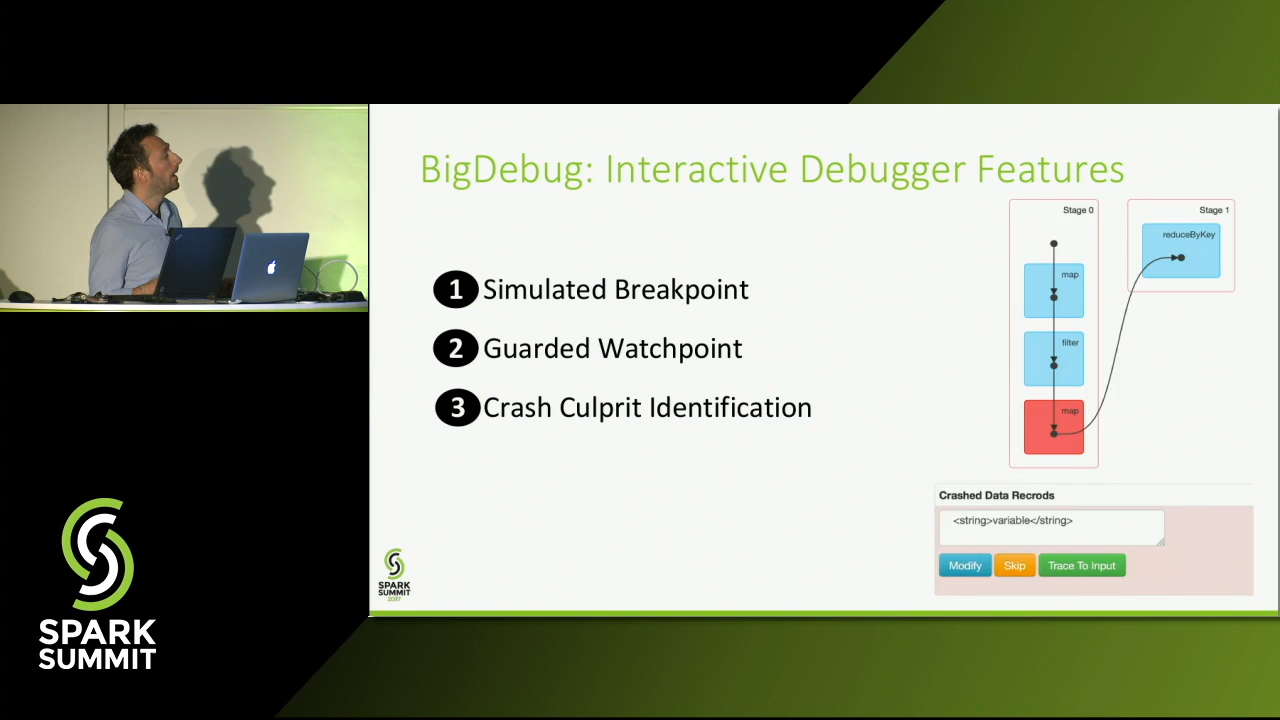 BigDebug: Interactive Debugger Features
Stage 0
Stage 1
reduceByKey
map
filter
map
1 Simulated Breakpoint
2 Guarded Watchpoint
3 Crash Culprit Identification
Crashed Data Recrods
<string>variable</string>
Modify Skip Trace To Input
SPARK
SUMMIT
2017
SPARK
SUMMIT